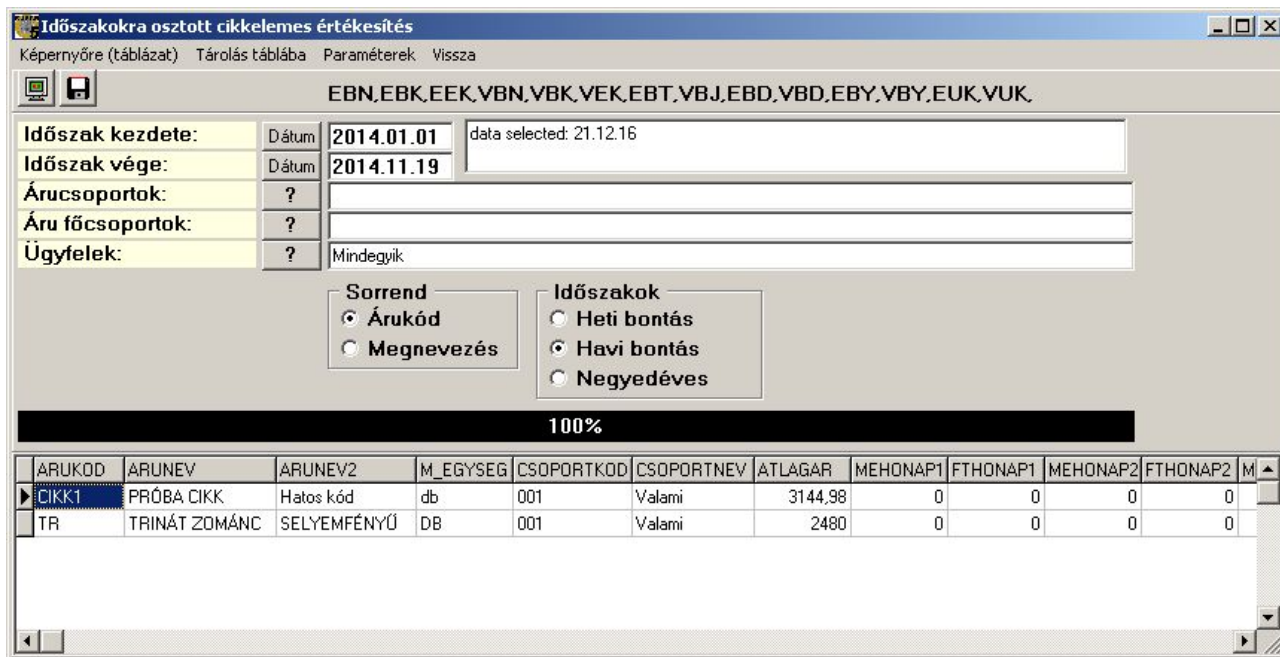 Időszakokra osztott cikkelemes értékesítés
Képernyőre (táblázat) Tárolás táblába Paraméterek Vissza
EBN,EBK,EEK,VBN,VBK,VEK,EBT,VBJ,EBD,VBD,EBY,VBY,EUK,VUK,
Időszak kezdete: Dátum 2014.01.01 data selected: 21.12.16
Időszak vége: Dátum 2014.11.19
Árucsoportok: ?
Áru főcsoportok: ?
Ügyfelek: ? Mindegyik
Sorrend Időszakok
Árukód Heti bontás
Megnevezés Havi bontás
Negyedéves
100%
ARUKOD ARUNEV ARUNEV2 M_EGYSEG CSOPORTKOD CSOPORTNEV ATLAGAR MEHONAP1 FTHONAP1 MEHONAP2 FTHONAP2 M
CIKK1 PRÓBA CIKK Hatos kód db 001 Valami 3144,98 0 0 0 0
TR TRINÁT ZOMÁNC SELYEMFÉNYŰ DB 001 Valami 2480 0 0 0 0